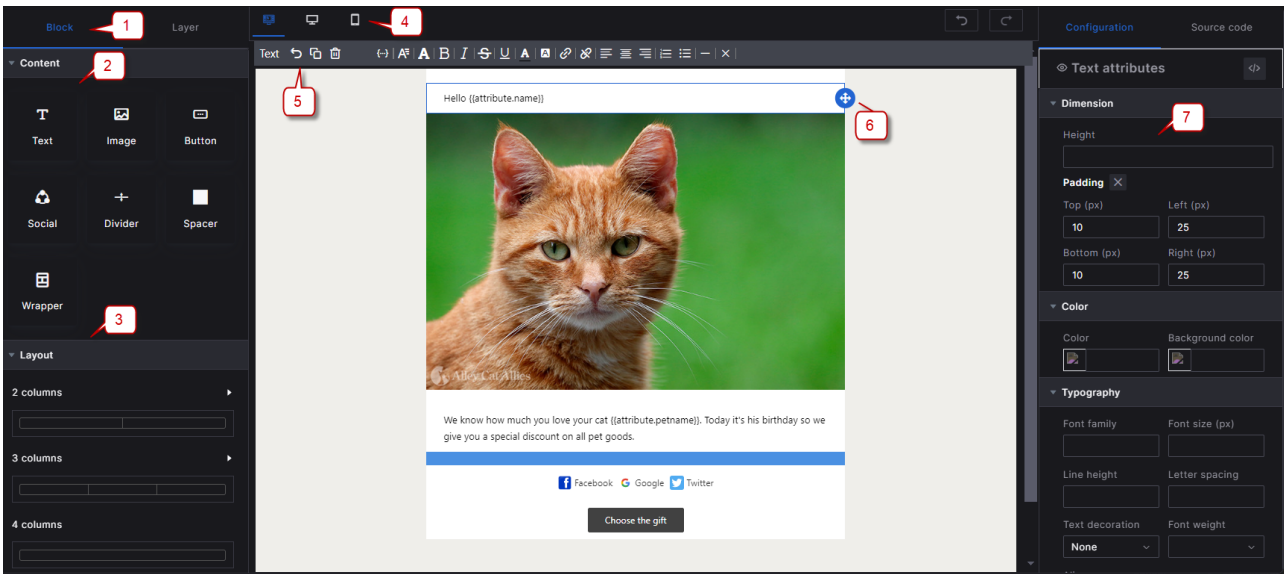 Block
1
Layer
4
Configuration
Source code
Content
2
Text
5
Text attributes
</>
T
Text
Image
Button
Social
Divider
Spacer
Wrapper
3
Layout
2 columns
3 columns
4 columns
Hello {{attribute.name}}
6
Alley Cat Allies
We know how much you love your cat {{attribute.petname}}. Today it's his birthday so we
give you a special discount on all pet goods.
Facebook Google Twitter
Choose the gift
Dimension
7
Height
Padding
Top (px) Left (px)
10 25
Bottom (px) Right (px)
10 25
Color
Color Background color
Typography
Font family Font size (px)
Line height Letter spacing
Text decoration Font weight
None